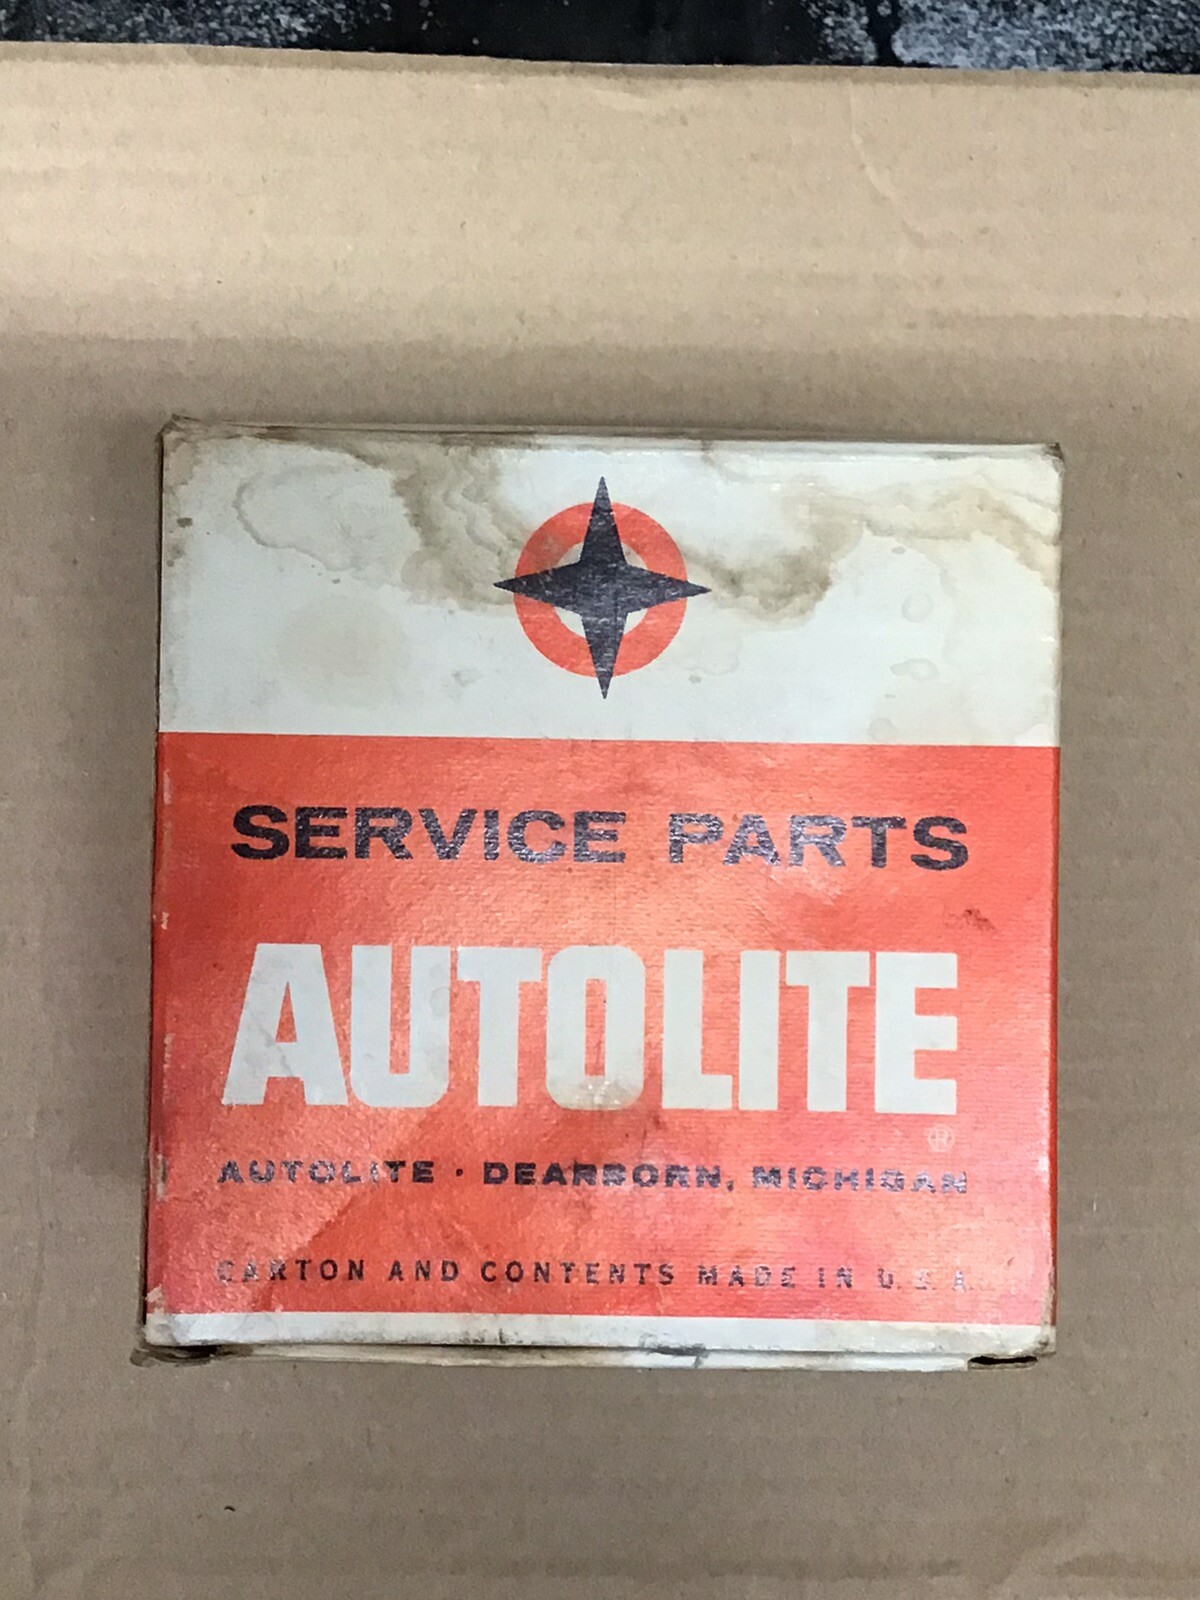 SERVICE PARTS
AUTOLITE
®
AUTOLITE · DEARBORN, MICHIGAN
CARTON AND CONTENTS MADE IN U.S.A.